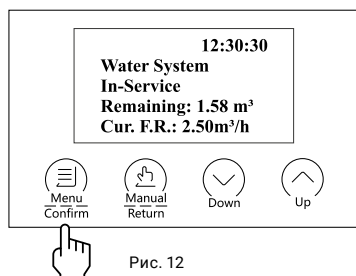 12:30:30
Water System
In-Service
Remaining: 1.58 m³
Cur. F.R.: 2.50m³/h
Menu
Confirm
Manual
Return
Down
Up
Рис. 12